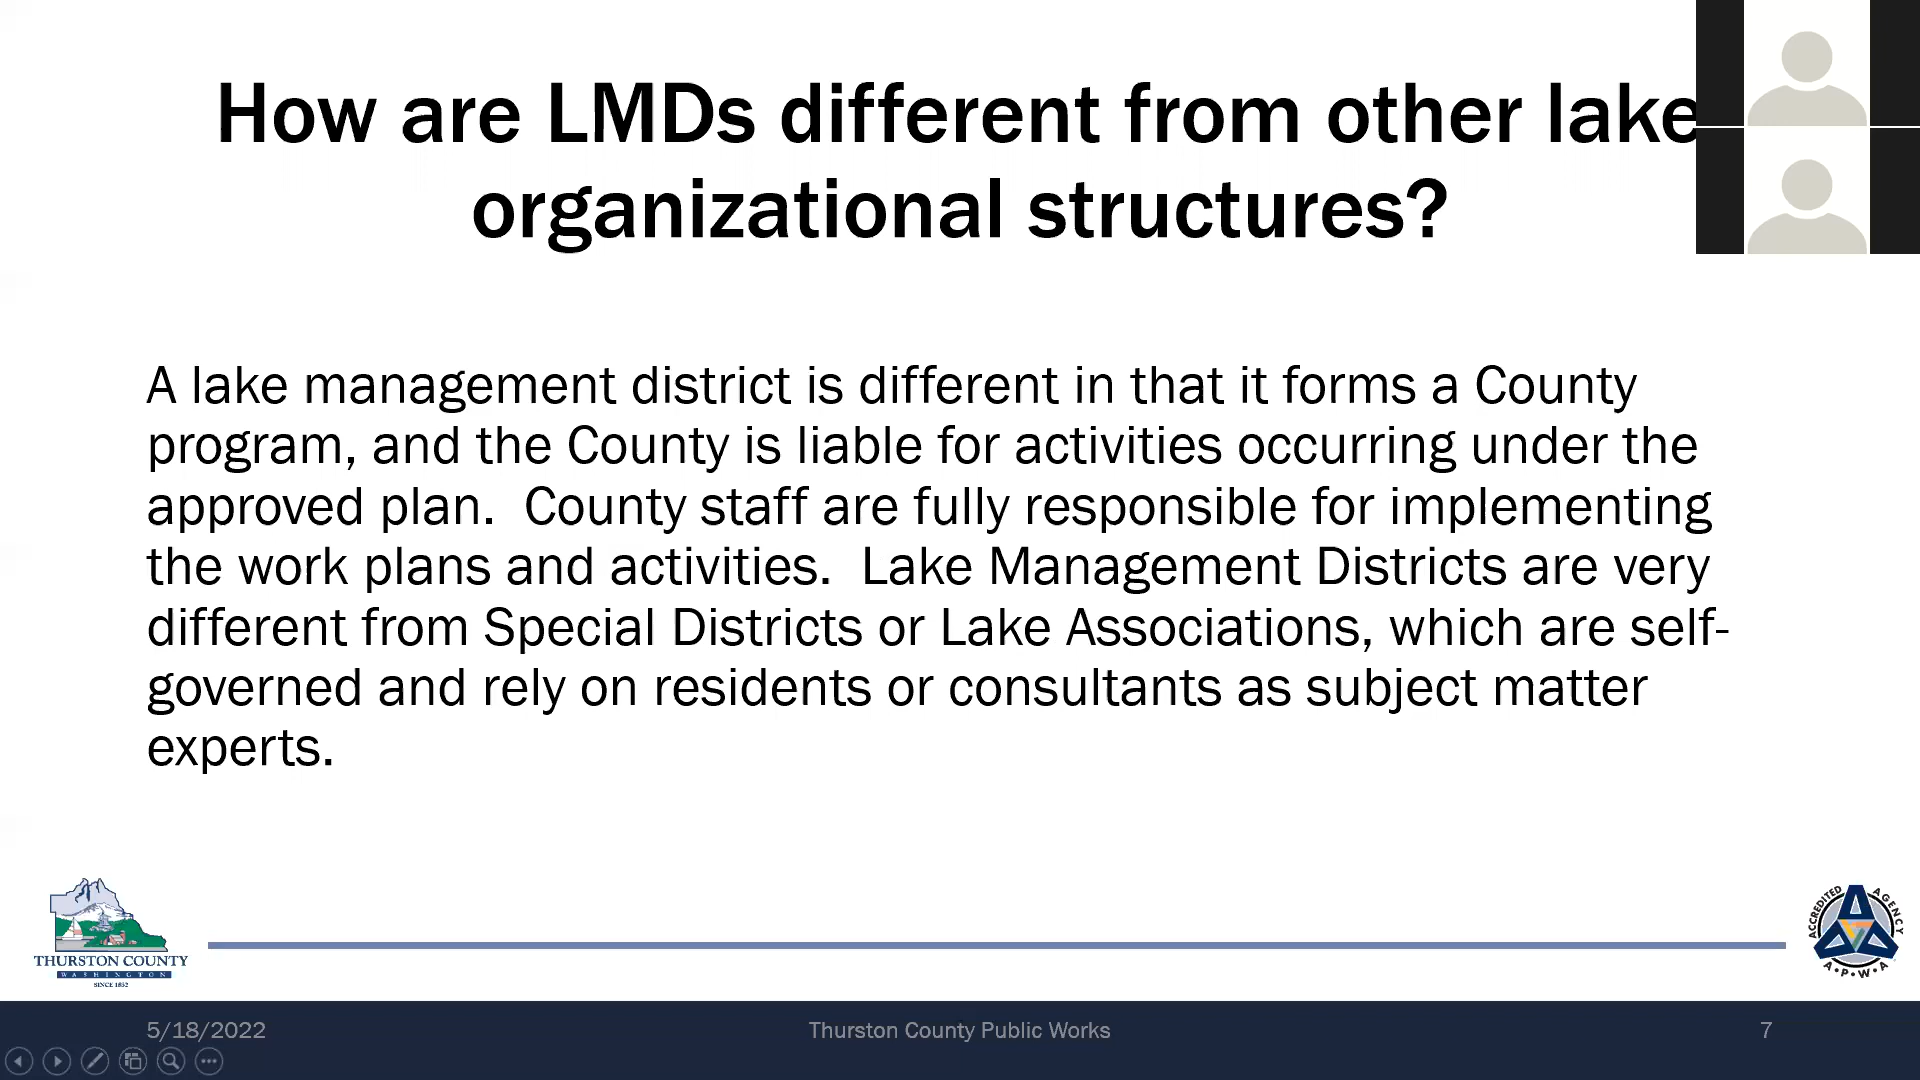 How are LMDs different from other lake
organizational structures?
A lake management district is different in that it forms a County
program, and the County is liable for activities occurring under the
approved plan.  County staff are fully responsible for implementing
the work plans and activities.  Lake Management Districts are very
different from Special Districts or Lake Associations, which are self-
governed and rely on residents or consultants as subject matter
experts.
THURSTON COUNTY
WASHINGTON
SINCE 1852
ACCREDITED AGENCY
A•P•W•A
5/18/2022
Thurston County Public Works
7